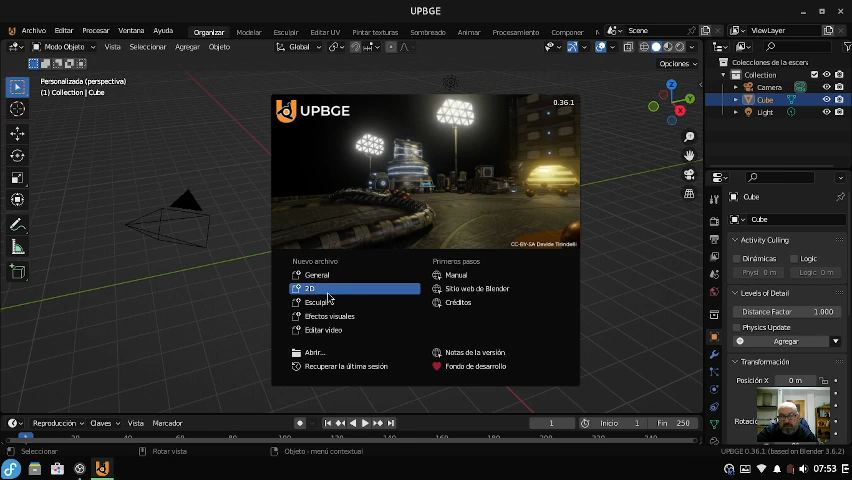 UPBGE
Archivo Editar Procesar Ventana Ayuda Organizar Modelar Esculpir Editar UV Pintar texturas Sombreado Animar Procesamiento Componer Scene ViewLayer
Modo Objeto Vista Seleccionar Agregar Objeto Global
Opciones
Personalizada (perspectiva)
(1) Collection | Cube
Z
Y
X
UPBGE
0.36.1
CC-BY-SA Davide Tirindelli
Nuevo archivo
General
2D
Esculpir
Efectos visuales
Editar video
Abrir...
Recuperar la última sesión
Primeros pasos
Manual
Sitio web de Blender
Créditos
Notas de la versión
Fondo de desarrollo
Colecciones de la escena
Collection
Camera
Cube
Light
Cube
Cube
Activity Culling
Dinámicas Logic
Physi 0 m Logic 0 m
Levels of Detail
Distance Factor 1.000
Physics Update
Agregar
Transformación
Posición X 0 m
Reproducción Claves Vista Marcador 1 Inicio 1 Fin 250
Seleccionar Rotar vista Objeto - menú contextual UPBGE 0.36.1 (based on Blender 3.6.2)
07:53